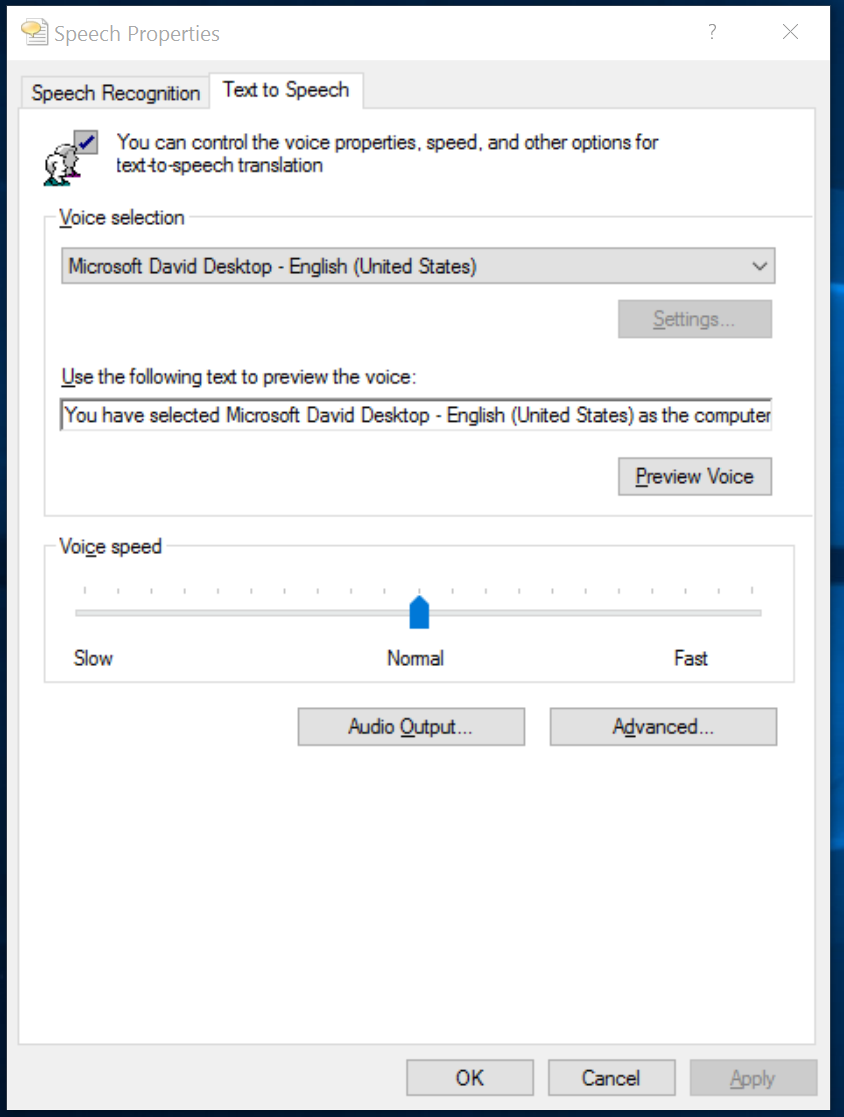 Speech Properties
?
Speech Recognition
Text to Speech
You can control the voice properties, speed, and other options for
text-to-speech translation
Voice selection
Microsoft David Desktop - English (United States)
Settings...
Use the following text to preview the voice:
You have selected Microsoft David Desktop - English (United States) as the computer
Preview Voice
Voice speed
Slow Normal Fast
Audio Output... Advanced...
OK Cancel Apply